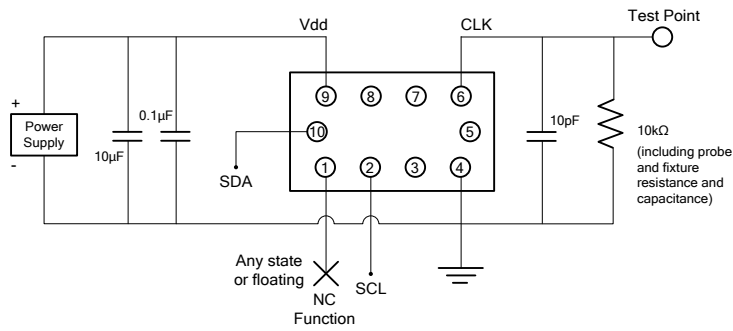 Vdd
CLK
Test Point
9
8
7
6
+
Power
Supply
-
10µF
0.1µF
SDA
10
5
1
2
3
4
10pF
10kΩ
(including probe
and fixture
resistance and
capacitance)
Any state
or floating
NC
Function
SCL